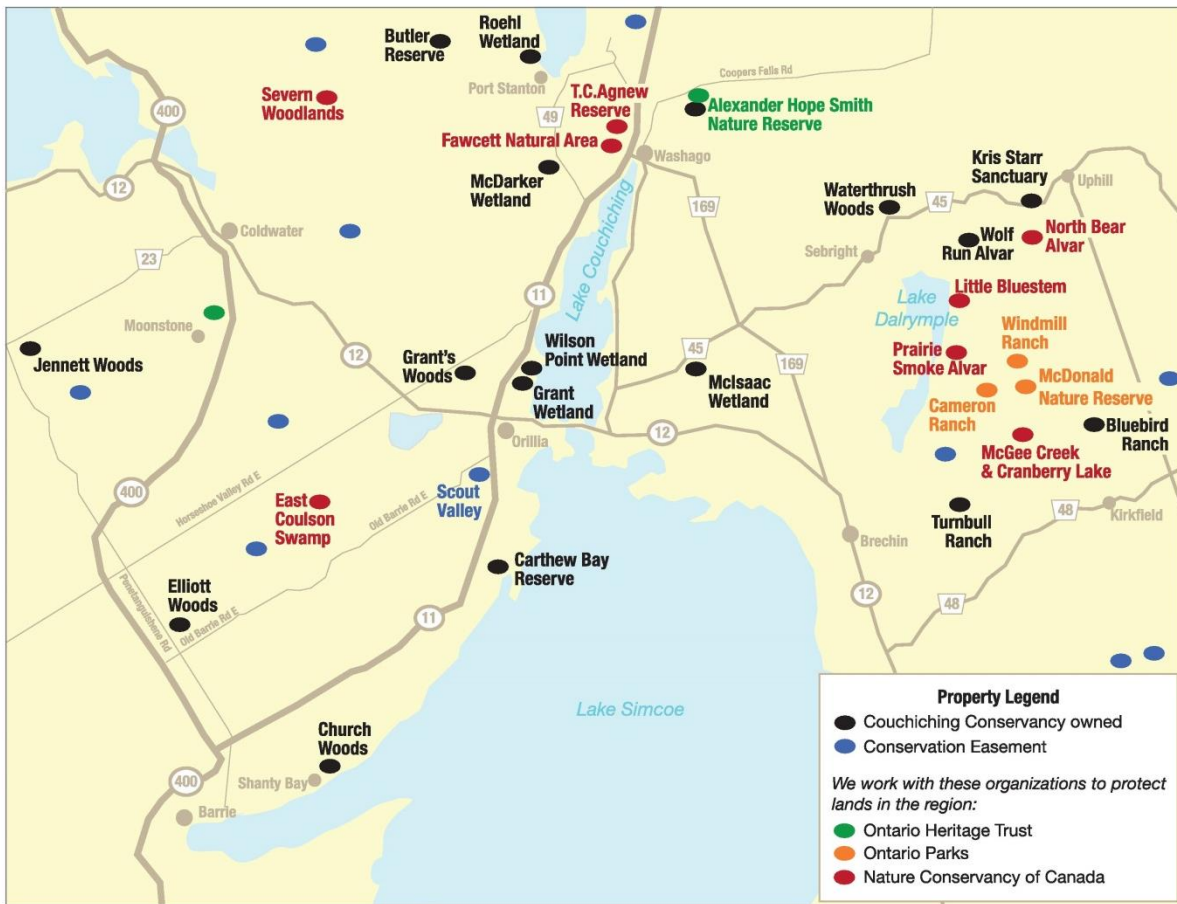 Butler
Reserve
Roehl
Wetland
Port Stanton
Coopers Falls Rd
400
Severn
Woodlands
49
T.C.Agnew
Reserve
Alexander Hope Smith
Nature Reserve
Fawcett Natural Area
Washago
McDarker
Wetland
12
Kris Starr
Sanctuary
Uphill
Waterthrush
Woods
45
169
Coldwater
Lake Couchiching
North Bear
Alvar
Wolf
Run Alvar
Sebright
23
Little Bluestem
11
Lake
Dalrymple
Moonstone
Windmill
Ranch
Wilson
Point Wetland
Jennett Woods
12
Grant's
Woods
45
169
Prairie
Smoke Alvar
McIsaac
Wetland
McDonald
Nature Reserve
Grant
Wetland
Cameron
Ranch
Bluebird
Ranch
Orillia
12
McGee Creek
& Cranberry Lake
Horseshoe Valley Rd E
400
Scout
Valley
Old Barrie Rd E
East
Coulson
Swamp
48
Kirkfield
Turnbull
Ranch
Brechin
Carthew Bay
Reserve
Elliott
Woods
12
48
Penetanguishene Rd
Old Barrie Rd E
11
Lake Simcoe
Church
Woods
400
Shanty Bay
Barrie
Property Legend
Couchiching Conservancy owned
Conservation Easement
We work with these organizations to protect
lands in the region:
Ontario Heritage Trust
Ontario Parks
Nature Conservancy of Canada